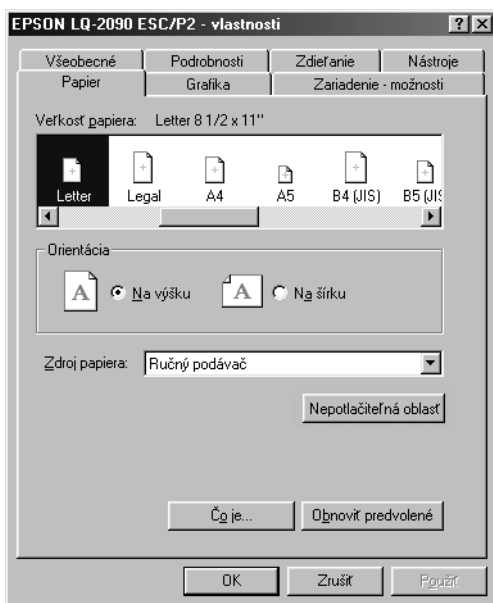 EPSON LQ-2090 ESC/P2 - vlastnosti
Všeobecné Podrobnosti Zdieľanie Nástroje
Papier Grafika Zariadenie - možnosti
Veľkosť papiera: Letter 8 1/2 x 11"
Letter Legal A4 A5 B4 (JIS) B5 (JIS
Orientácia
A Na výšku A Na šírku
Zdroj papiera: Ručný podávač
Nepotlačiteľná oblasť
Čo je... Obnoviť predvolené
OK Zrušiť Použiť